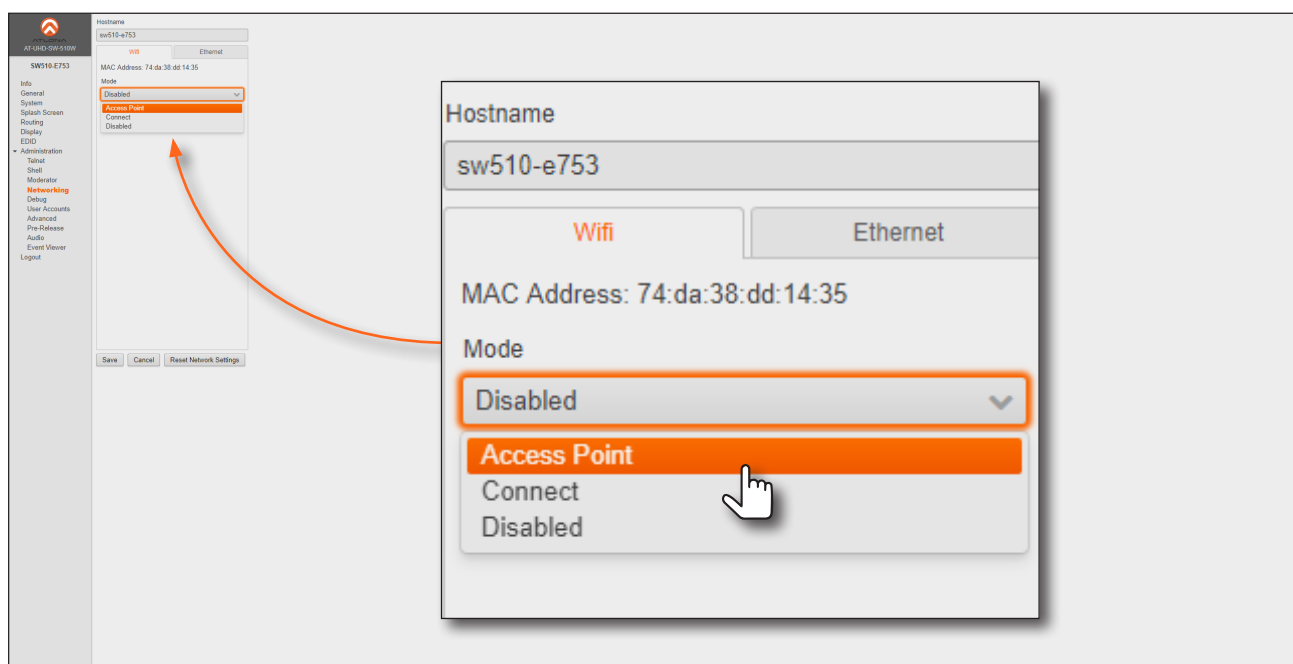 ATLONA
AT-UHD-SW-510W
SW510-E753
Info
General
System
Splash Screen
Routing
Display
EDID
Administration
Telnet
Shell
Moderator
Networking
Debug
User Accounts
Advanced
Pre-Release
Audio
Event Viewer
Logout
Hostname
sw510-e753
Wifi Ethernet
MAC Address: 74:da:38:dd:14:35
Mode
Disabled
Access Point
Connect
Disabled
Save Cancel Reset Network Settings
Hostname
sw510-e753
Wifi Ethernet
MAC Address: 74:da:38:dd:14:35
Mode
Disabled
Access Point
Connect
Disabled